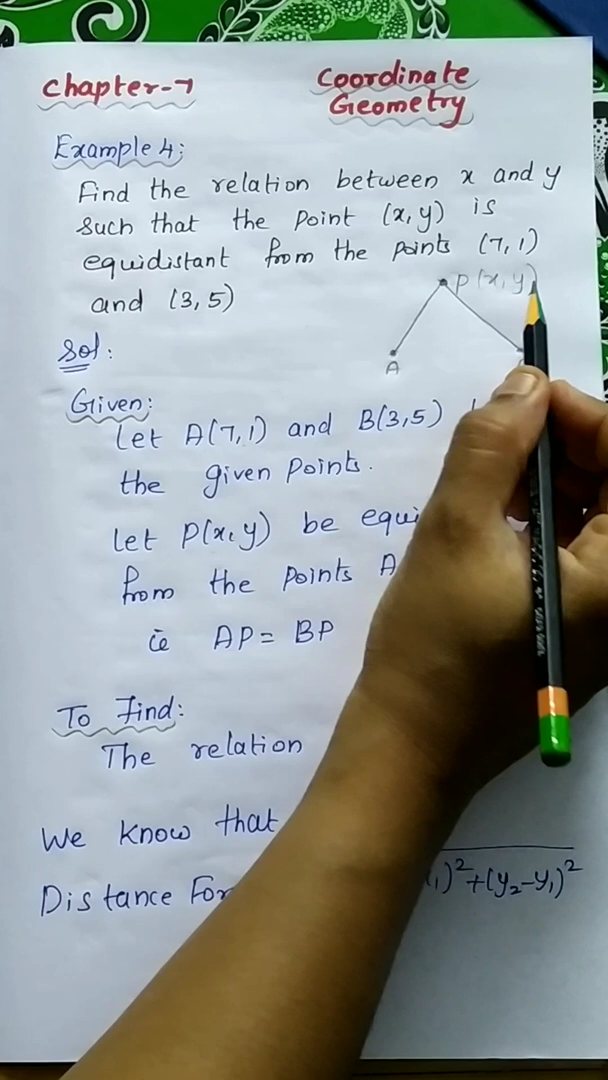 Chapter-7 Coordinate Geometry
Example 4:
Find the relation between x and y
such that the point (x, y) is
equidistant from the points (7, 1)
and (3, 5)
P(x, y)
A
Sol:
Given:
Let A(7, 1) and B(3, 5)
the given points.
Let P(x, y) be
from the points A
ie AP = BP
To Find:
The relation
We know that
Distance
)²+(y₂-y₁)²